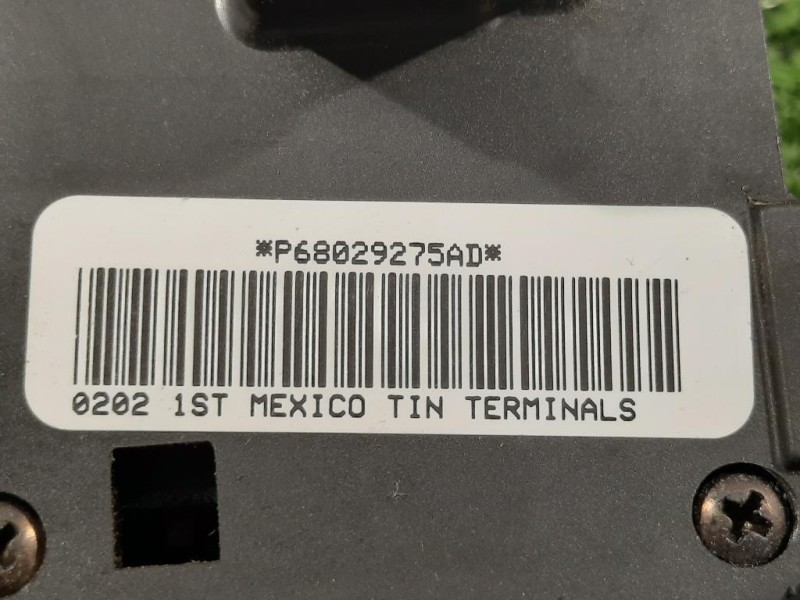 *P68029275AD*
0202 1ST MEXICO TIN TERMINALS